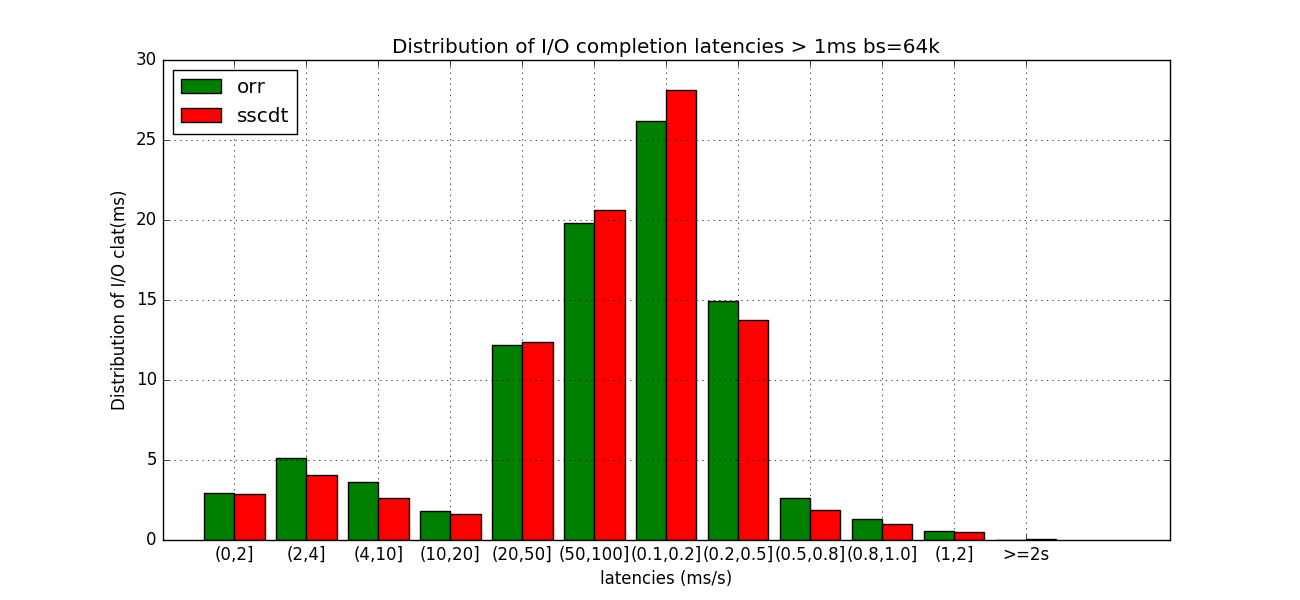 Distribution of I/O completion latencies > 1ms bs=64k
orr
sscdt
Distribution of I/O clat(ms)
30
25
20
15
10
5
0
(0,2] (2,4] (4,10] (10,20] (20,50] (50,100] (0.1,0.2] (0.2,0.5] (0.5,0.8] (0.8,1.0] (1,2] >=2s
latencies (ms/s)